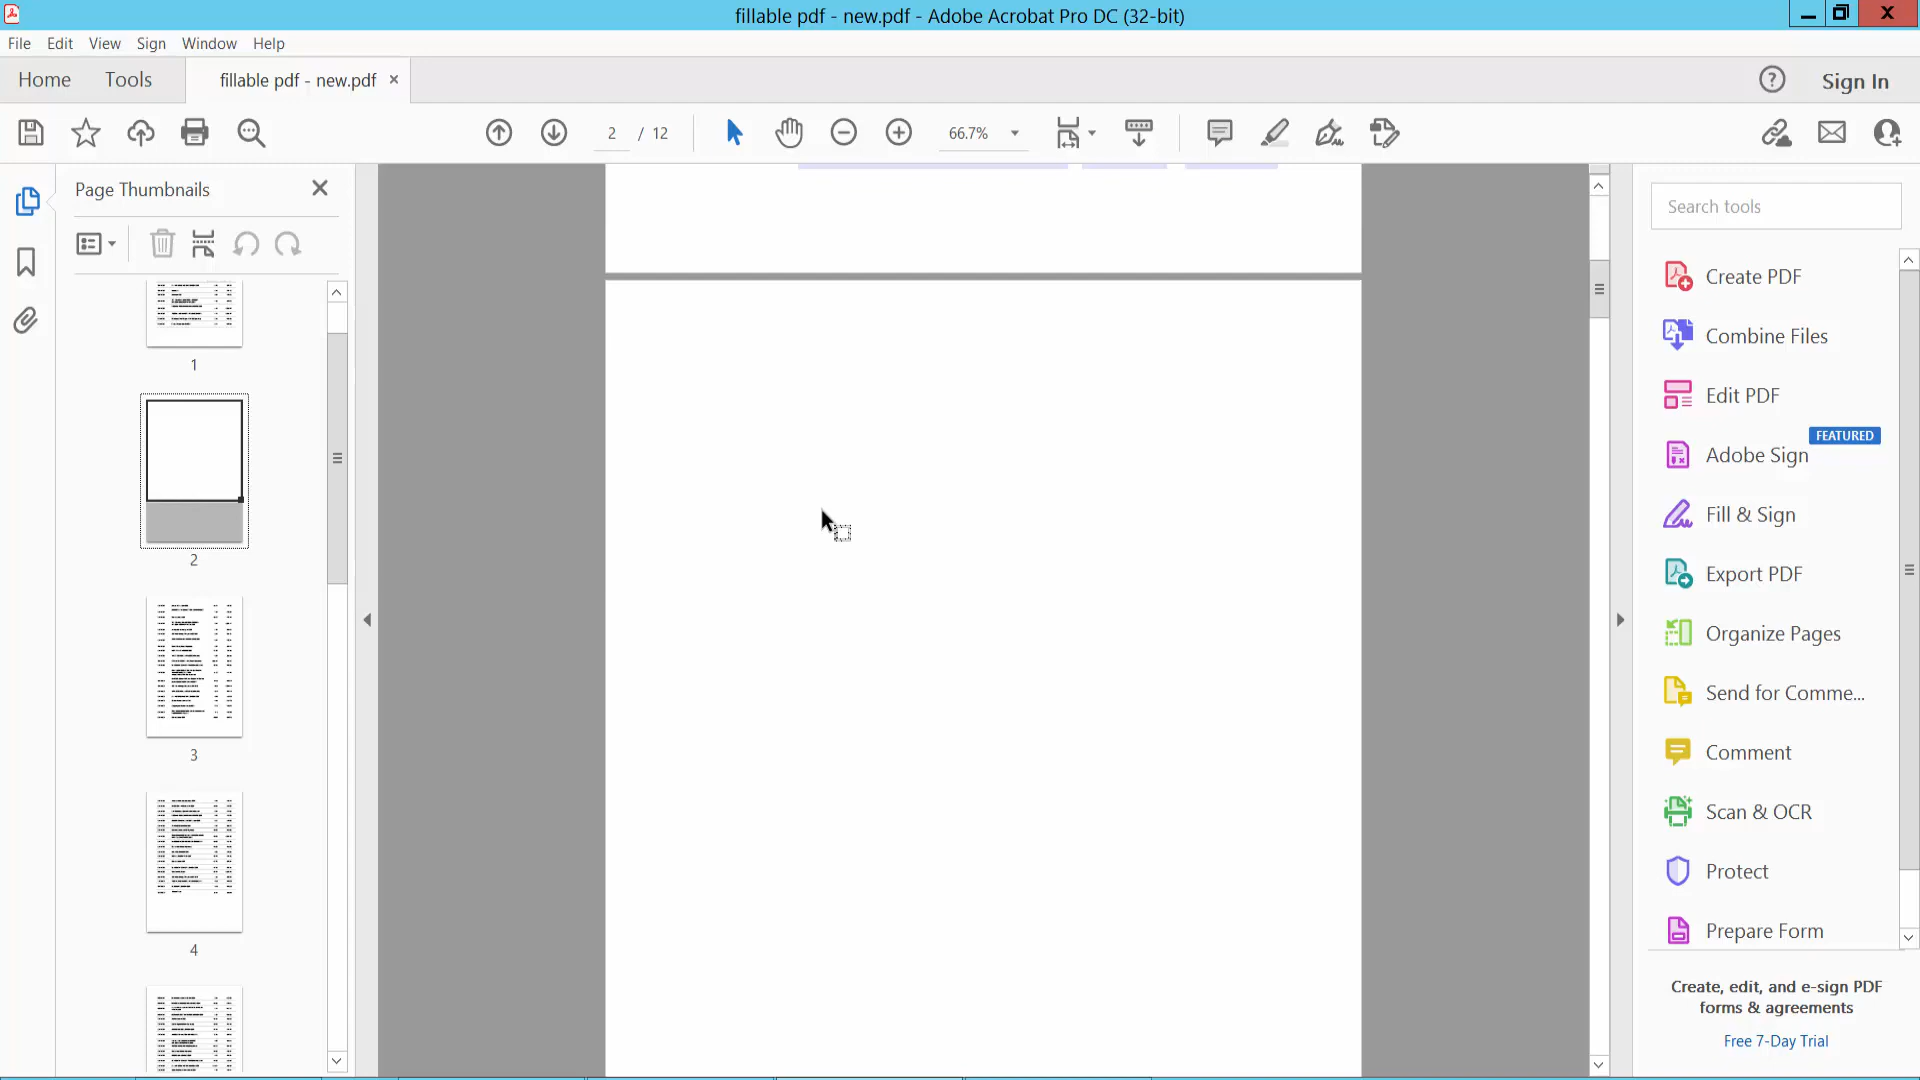 fillable pdf - new.pdf - Adobe Acrobat Pro DC (32-bit)
File Edit View Sign Window Help
Home Tools fillable pdf - new.pdf × Sign In
2 / 12 66.7%
Page Thumbnails
1
2
3
4
Search tools
Create PDF
Combine Files
Edit PDF
FEATURED
Adobe Sign
Fill & Sign
Export PDF
Organize Pages
Send for Comme...
Comment
Scan & OCR
Protect
Prepare Form
Create, edit, and e-sign PDF
forms & agreements
Free 7-Day Trial